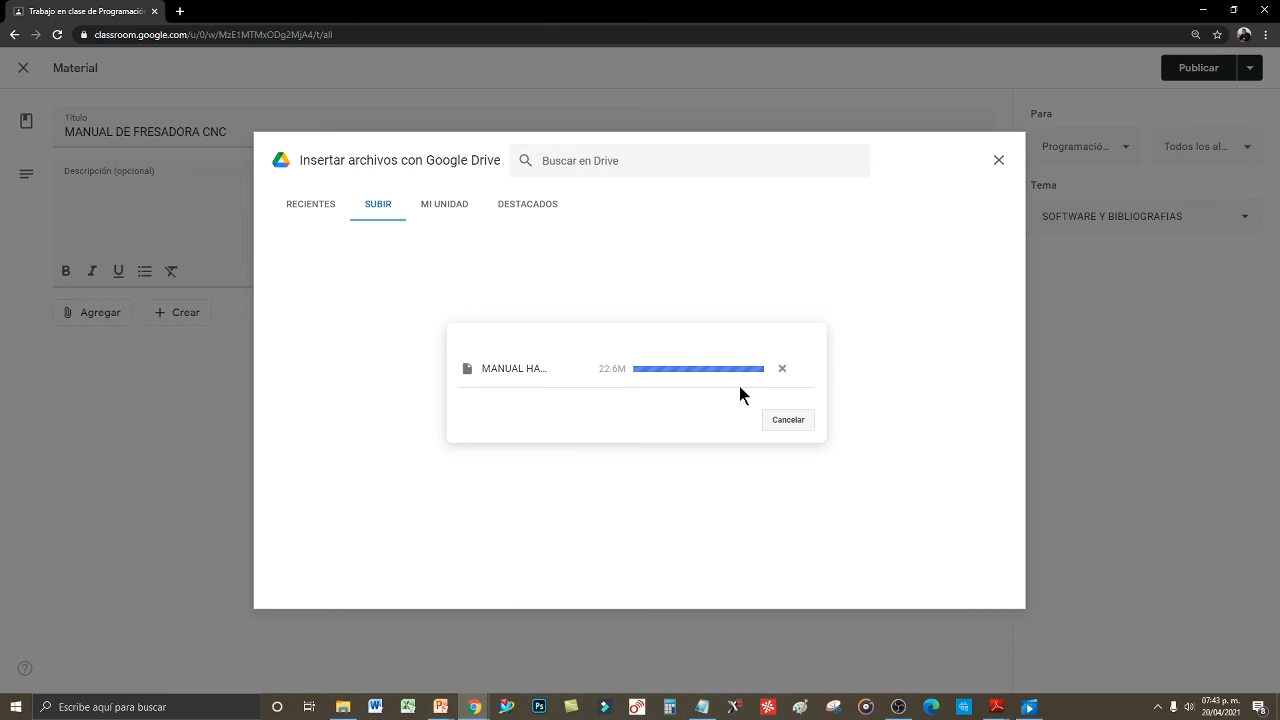 Trabajo en clase de Programació
classroom.google.com/u/0/w/MzE1MTMxODg2MjA4/t/all
Material
Publicar
Título
MANUAL DE FRESADORA CNC
Descripción (opcional)
Agregar
Crear
Insertar archivos con Google Drive
Buscar en Drive
RECIENTES
SUBIR
MI UNIDAD
DESTACADOS
MANUAL HA...
22.6M
Cancelar
Para
Programació...
Todos los al...
Tema
SOFTWARE Y BIBLIOGRAFIAS
Escribe aquí para buscar
07:43 p. m.
20/04/2021